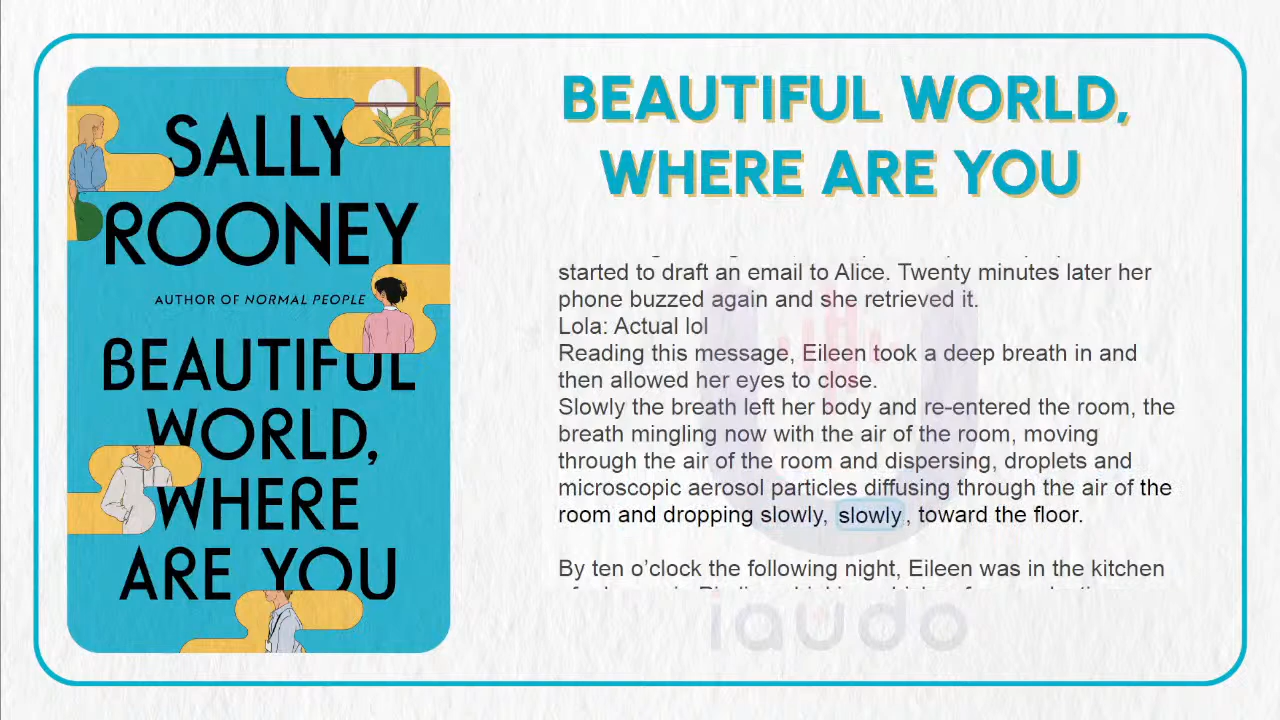 SALLY
ROONEY
AUTHOR OF NORMAL PEOPLE
BEAUTIFUL
WORLD,
WHERE
ARE YOU
BEAUTIFUL WORLD,
WHERE ARE YOU
started to draft an email to Alice. Twenty minutes later her
phone buzzed again and she retrieved it.
Lola: Actual lol
Reading this message, Eileen took a deep breath in and
then allowed her eyes to close.
Slowly the breath left her body and re-entered the room, the
breath mingling now with the air of the room, moving
through the air of the room and dispersing, droplets and
microscopic aerosol particles diffusing through the air of the
room and dropping slowly, slowly, toward the floor.
By ten o’clock the following night, Eileen was in the kitchen
iaudo